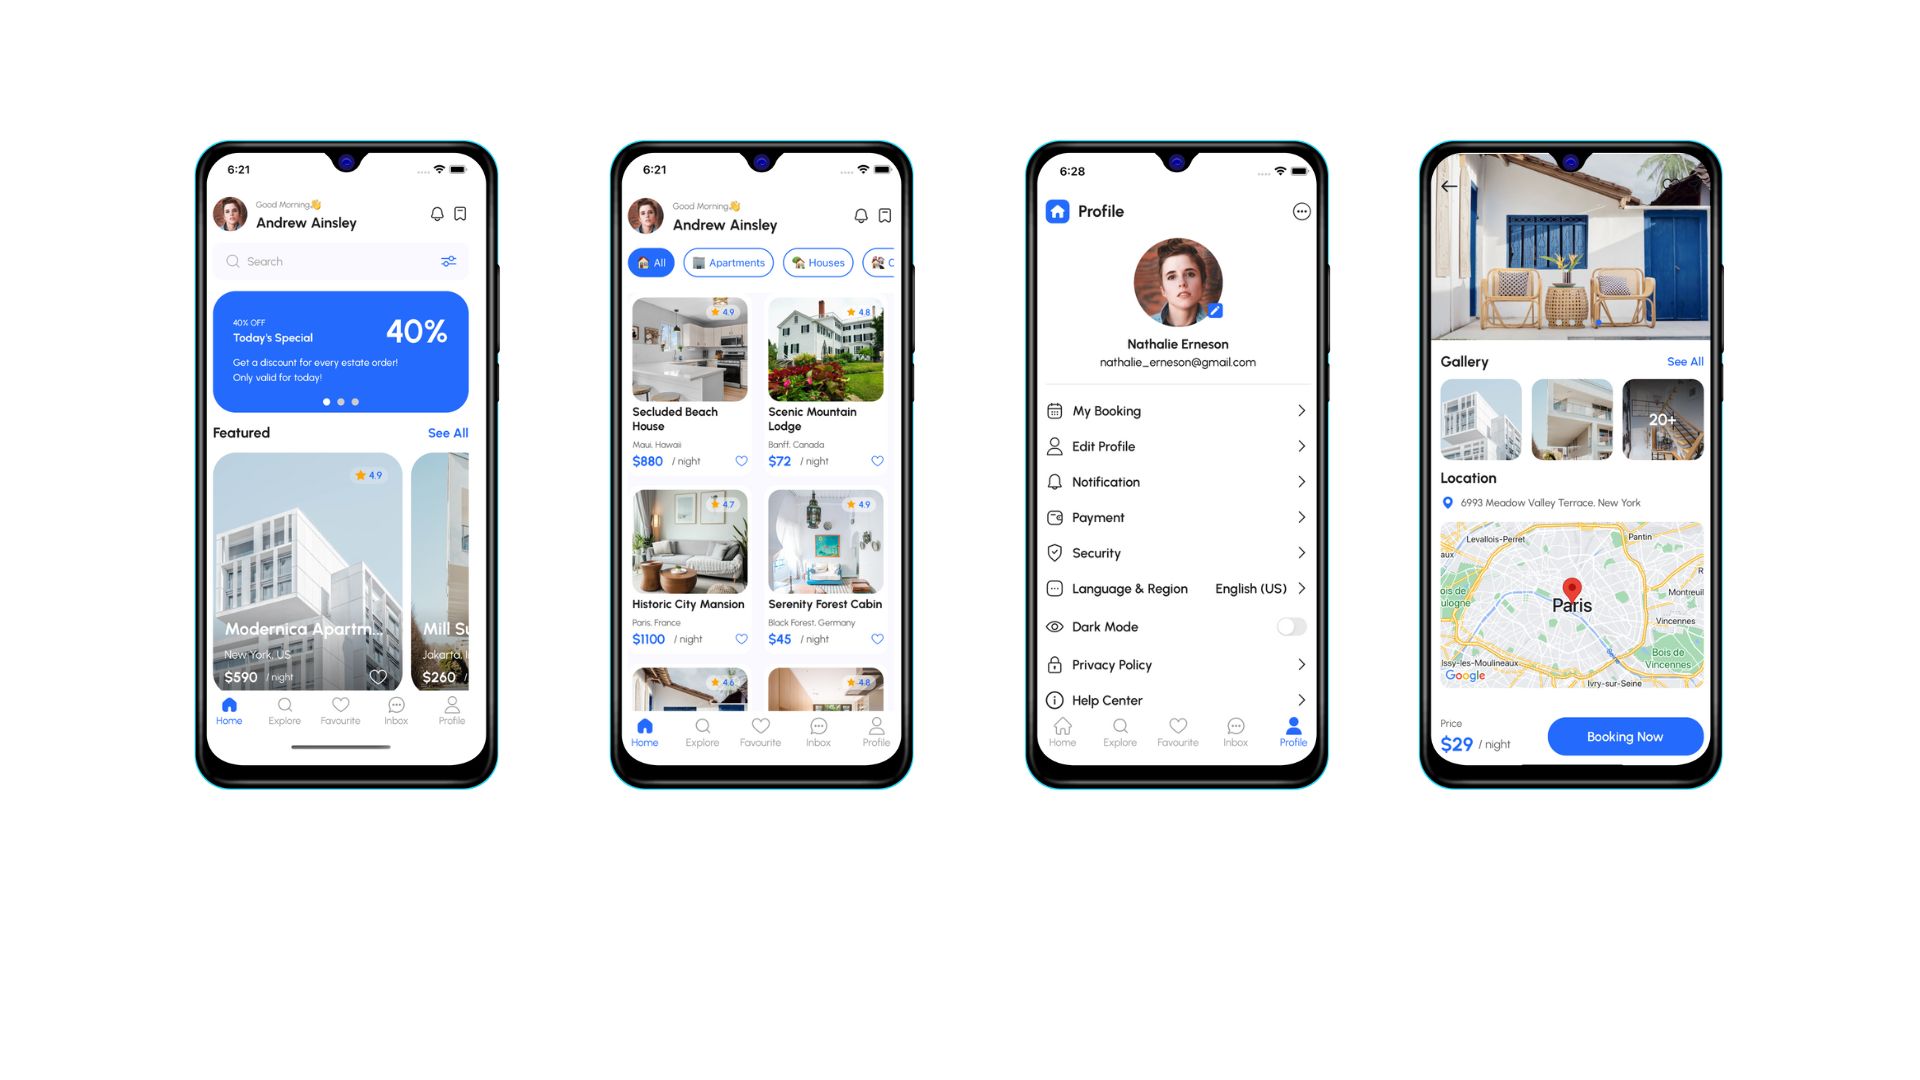 6:21
Good Morning👋
Andrew Ainsley
Search
40% OFF
Today's Special
40%
Get a discount for every estate order!
Only valid for today!
Featured
See All
4.9
Modernica Apartm...
New York, US
$590 / night
Mill Su
Jakarta, I
$260 /
Home
Explore
Favourite
Inbox
Profile
6:21
Good Morning👋
Andrew Ainsley
All
Apartments
Houses
C
4.9
Secluded Beach
House
Maui, Hawaii
$880 / night
4.8
Scenic Mountain
Lodge
Banff, Canada
$72 / night
4.7
Historic City Mansion
Paris, France
$1100 / night
4.9
Serenity Forest Cabin
Black Forest, Germany
$45 / night
4.6
4.8
Home
Explore
Favourite
Inbox
Profile
6:28
Profile
Nathalie Erneson
nathalie_erneson@gmail.com
My Booking
Edit Profile
Notification
Payment
Security
Language & Region
English (US)
Dark Mode
Privacy Policy
Help Center
Home
Explore
Favourite
Inbox
Profile
Gallery
See All
20+
Location
6993 Meadow Valley Terrace, New York
Levallois-Perret
Pantin
aux
R
ois de
ulogne
Paris
Montreuil
Vincennes
Bois de
Vincennes
Issy-les-Moulineaux
Ivry-sur-Seine
Google
Price
$29 / night
Booking Now